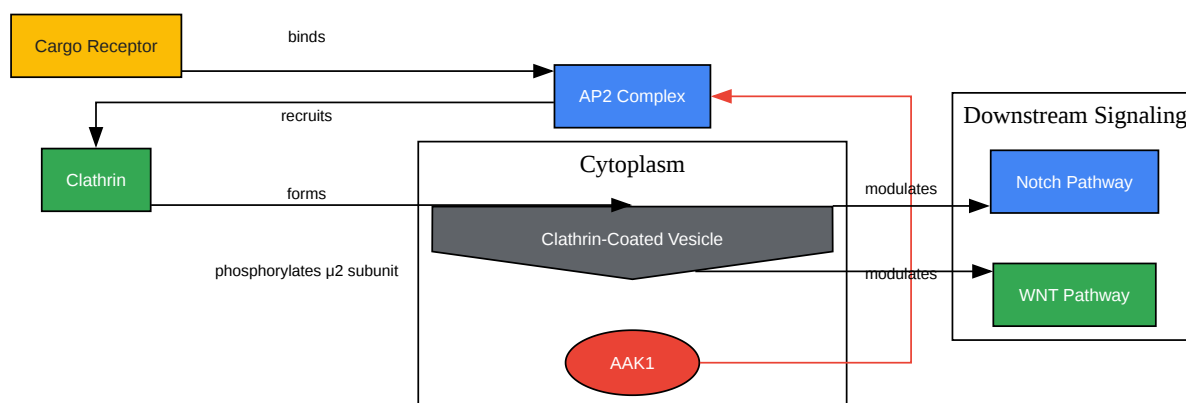 Cargo Receptor
binds
AP2 Complex
recruits
Downstream Signaling
Clathrin
Cytoplasm
Notch Pathway
forms
modulates
Clathrin-Coated Vesicle
phosphorylates μ2 subunit
modulates
WNT Pathway
AAK1